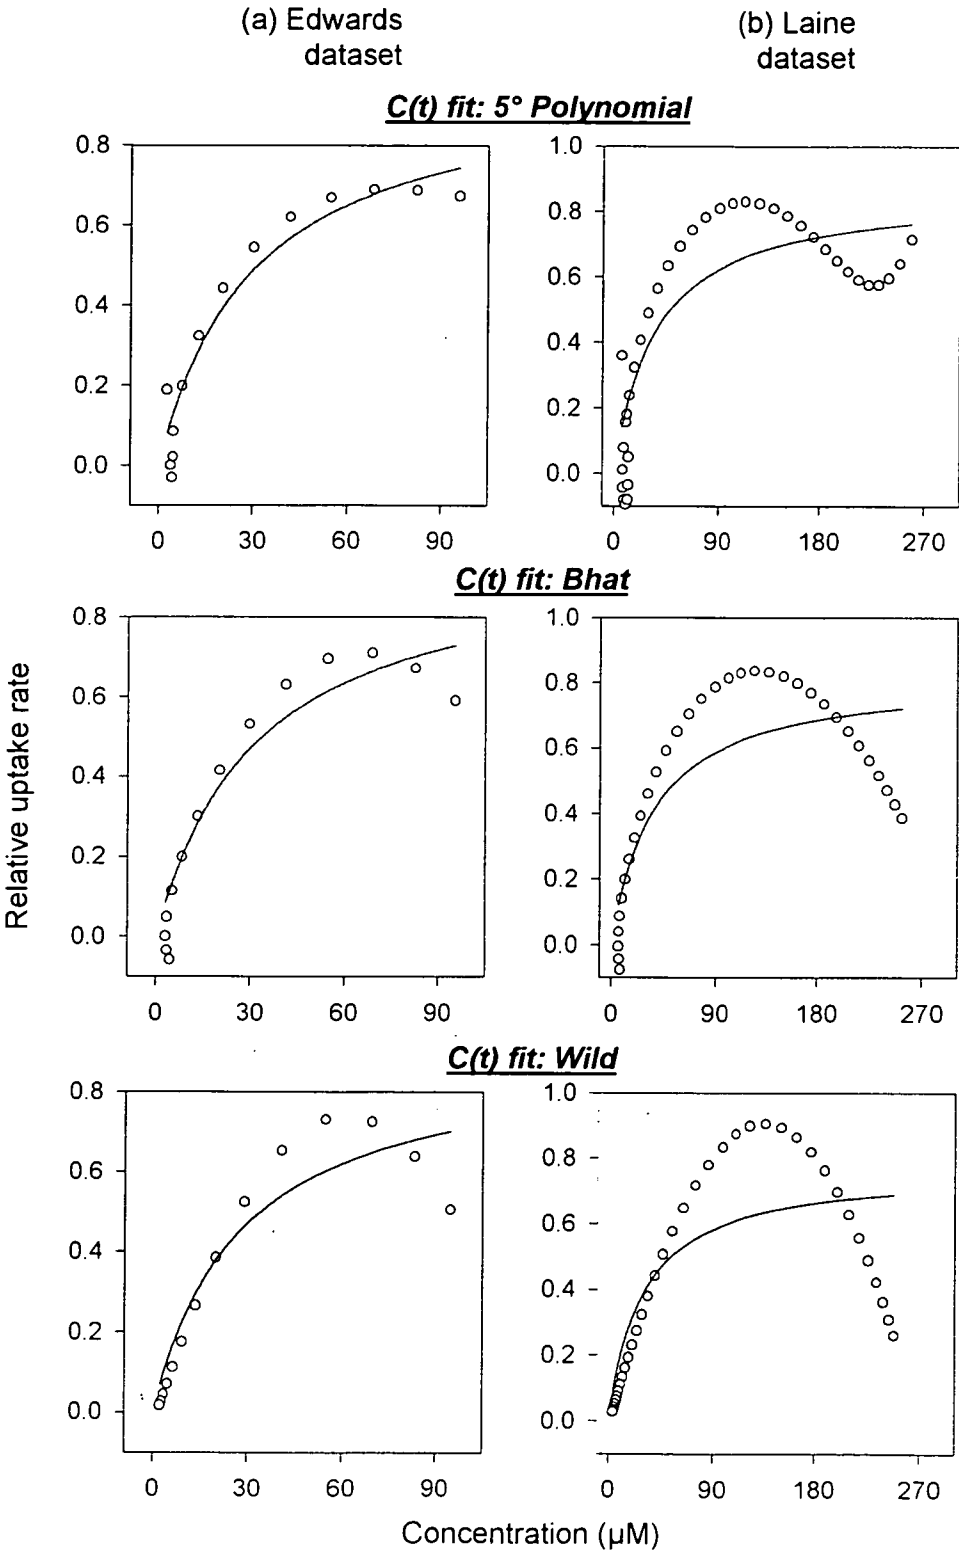 (a) Edwards
dataset
(b) Laine
dataset
C(t) fit: 5° Polynomial
0.8
0.6
0.4
0.2
0.0
0 30 60 90
1.0
0.8
0.6
0.4
0.2
0.0
0 90 180 270
C(t) fit: Bhat
0.8
0.6
0.4
0.2
0.0
0 30 60 90
1.0
0.8
0.6
0.4
0.2
0.0
0 90 180 270
C(t) fit: Wild
0.8
0.6
0.4
0.2
0.0
0 30 60 90
1.0
0.8
0.6
0.4
0.2
0.0
0 90 180 270
Relative uptake rate
Concentration (µM)